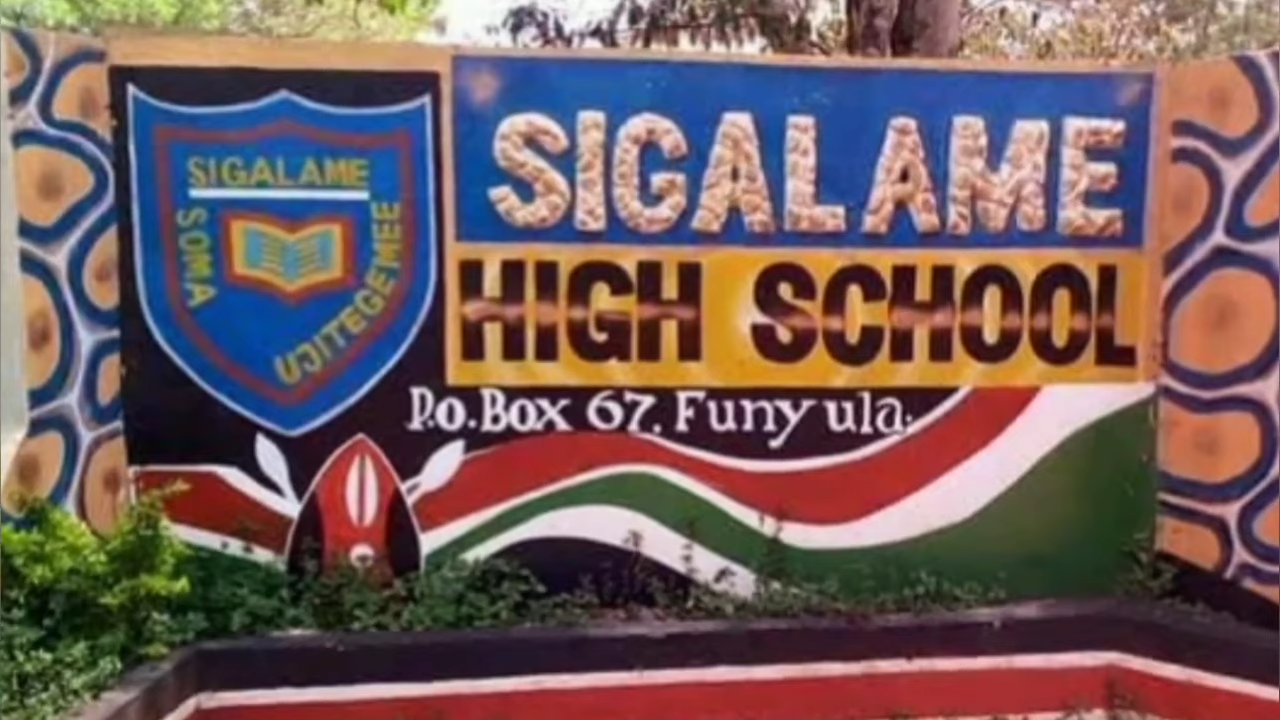 SIGALAME
SOMA
UJITEGEMEE
SIGALAME
HIGH SCHOOL
P.o.Box 67, Funyula.